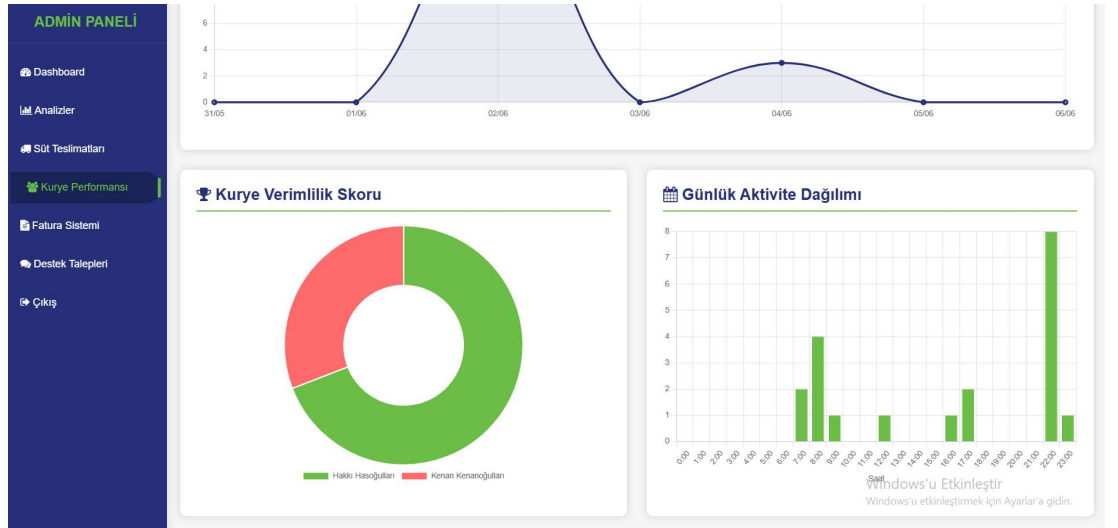 ADMİN PANELİ
Dashboard
Analizler
Süt Teslimatları
Kurye Performansı
Fatura Sistemi
Destek Talepleri
Çıkış
6
4
2
0
31/05 01/06 02/06 03/06 04/06 05/06 06/06
Kurye Verimlilik Skoru
Hakkı Hasoğulları Kenan Kenanoğulları
Günlük Aktivite Dağılımı
8
7
6
5
4
3
2
1
0
0:00 1:00 2:00 3:00 4:00 5:00 6:00 7:00 8:00 9:00 10:00 11:00 12:00 13:00 14:00 15:00 16:00 17:00 18:00 19:00 20:00 21:00 22:00 23:00
Saat
Windows'u Etkinleştir
Windows'u etkinleştirmek için Ayarlar'a gidin.